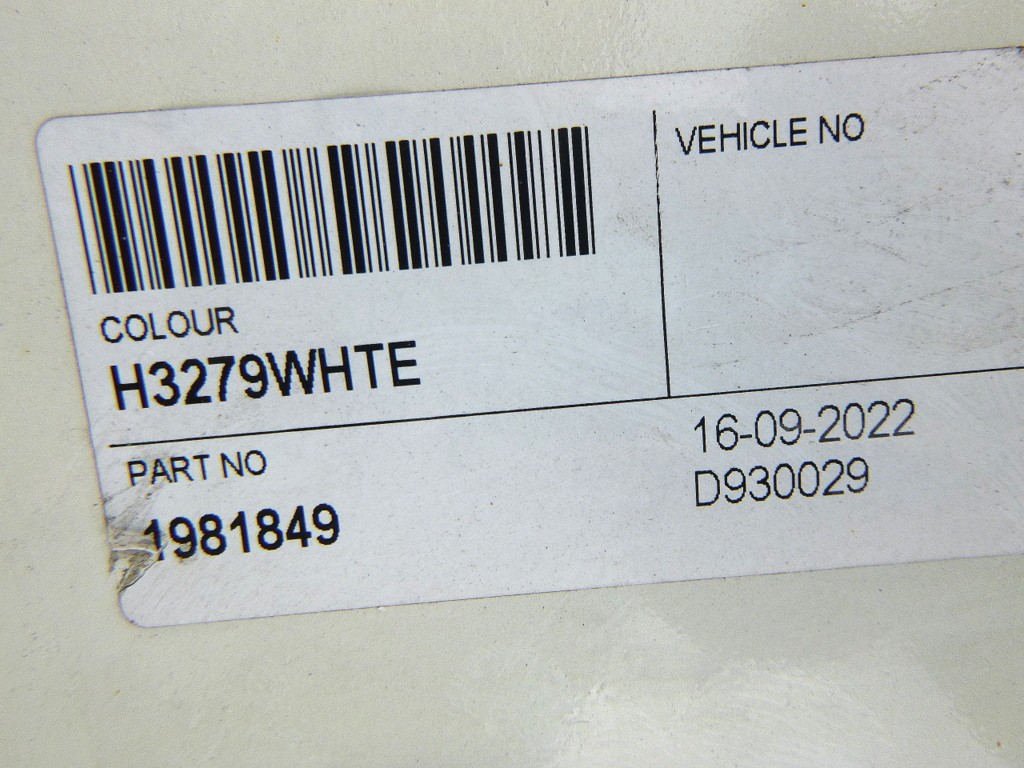 VEHICLE NO
COLOUR
H3279WHTE
PART NO
1981849
16-09-2022
D930029